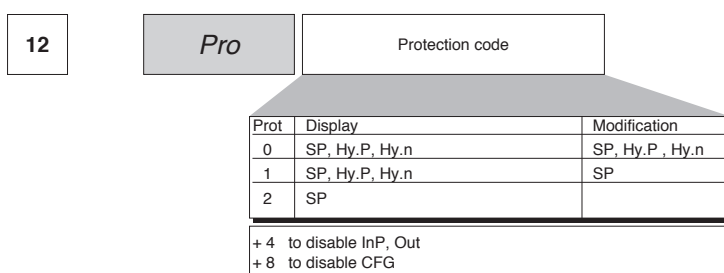 12 Pro Protection code
Prot Display Modification
0 SP, Hy.P, Hy.n SP, Hy.P , Hy.n
1 SP, Hy.P, Hy.n SP
2 SP
+ 4 to disable InP, Out
+ 8 to disable CFG